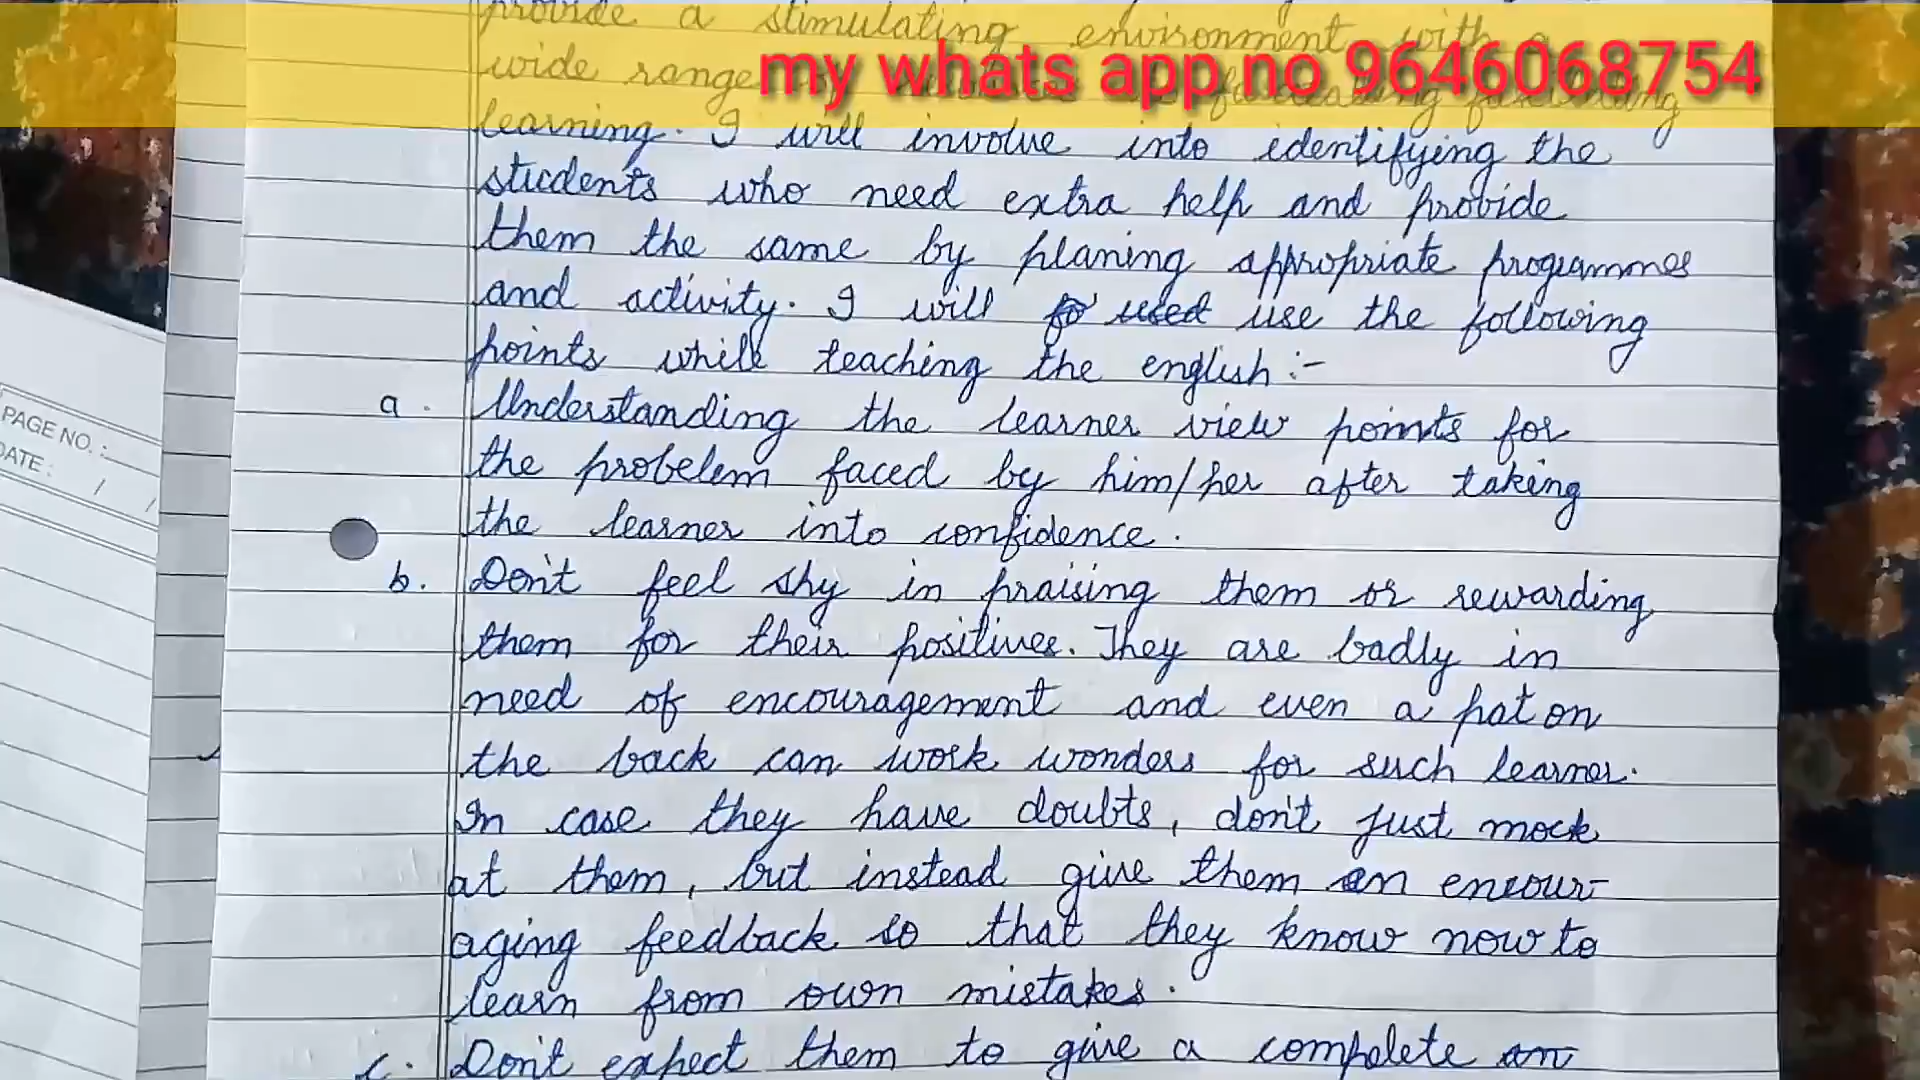 provide a stimulating environment with a
my whats app no 9646068754
wide range
learning. I will involve into identifying the
students who need extra help and provide
them the same by planing appropriate programmes
and activity. I will to used use the following
points while teaching the english :-
a. Understanding the learner view points for
the probelem faced by him/her after taking
the learner into confidence.
b. Don't feel shy in praising them or rewarding
them for their positives. They are badly in
need of encouragement and even a pat on
the back can work wonders for such learner.
In case they have doubts, don't just mock
at them, but instead give them an encour-
aging feedback so that they know now to
learn from own mistakes.
c. Don't expect them to give a complete an
PAGE NO. :
DATE : / /